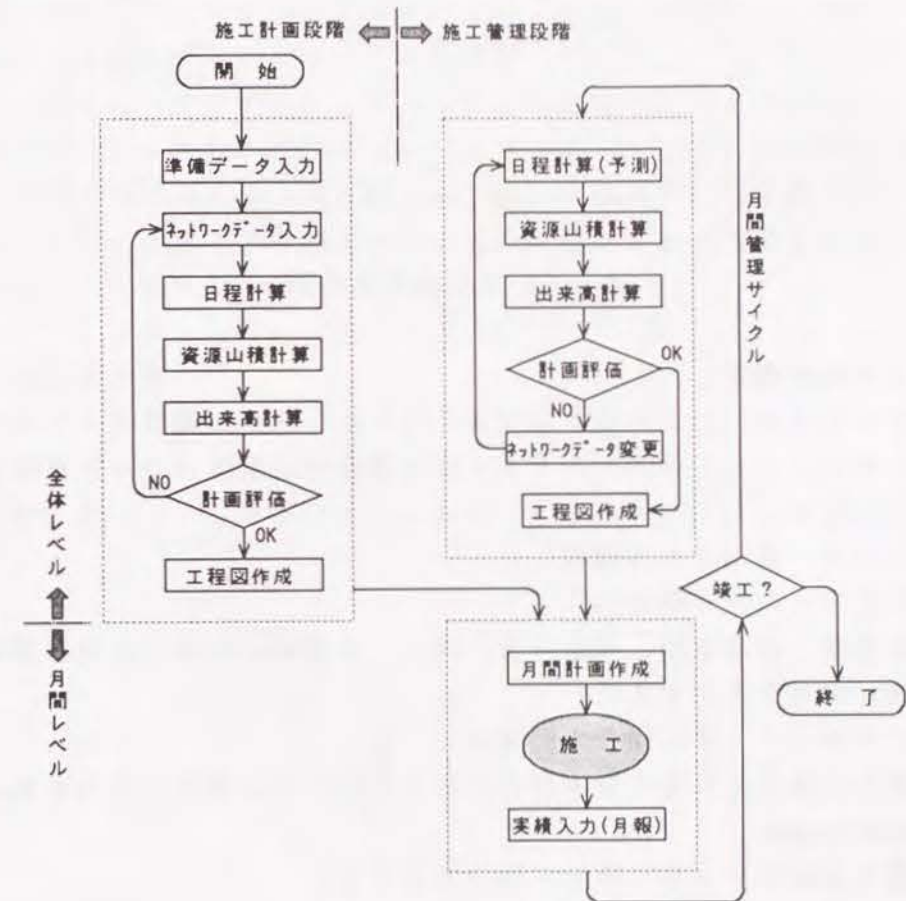 施工計画段階
施工管理段階
開始
準備データ入力
ネットワークデータ入力
日程計算
資源山積計算
出来高計算
計画評価
NO
OK
工程図作成
全体レベル
月間レベル
日程計算(予測)
資源山積計算
出来高計算
計画評価
OK
NO
ネットワークデータ変更
工程図作成
月間管理サイクル
月間計画作成
施工
実績入力(月報)
竣工?
終了